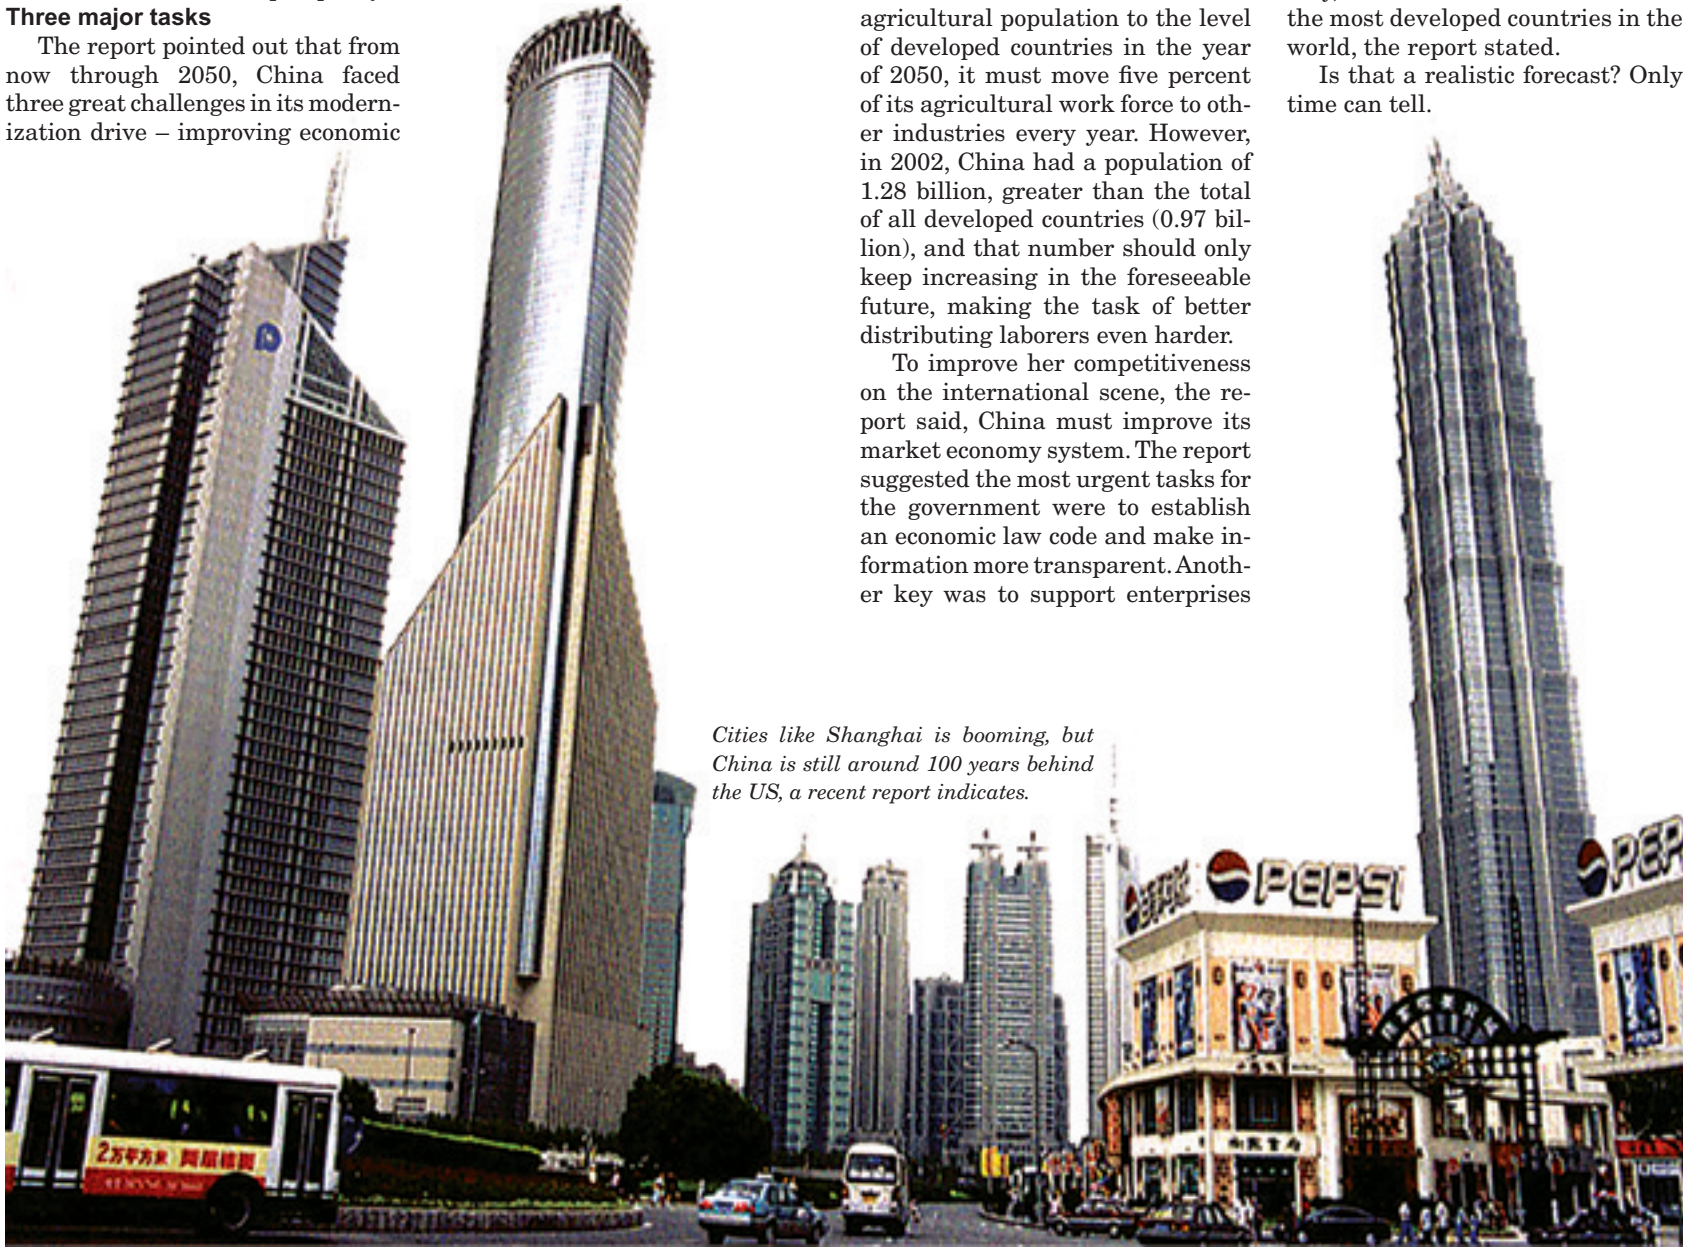 Three major tasks
The report pointed out that from
now through 2050, China faced
three great challenges in its modern-
ization drive – improving economic
agricultural population to the level
of developed countries in the year
of 2050, it must move five percent
of its agricultural work force to oth-
er industries every year. However,
in 2002, China had a population of
1.28 billion, greater than the total
of all developed countries (0.97 bil-
lion), and that number should only
keep increasing in the foreseeable
future, making the task of better
distributing laborers even harder.
To improve her competitiveness
on the international scene, the re-
port said, China must improve its
market economy system. The report
suggested the most urgent tasks for
the government were to establish
an economic law code and make in-
formation more transparent. Anoth-
er key was to support enterprises
the most developed countries in the
world, the report stated.
Is that a realistic forecast? Only
time can tell.
Cities like Shanghai is booming, but
China is still around 100 years behind
the US, a recent report indicates.
PEPSI
PEP
2万平方米